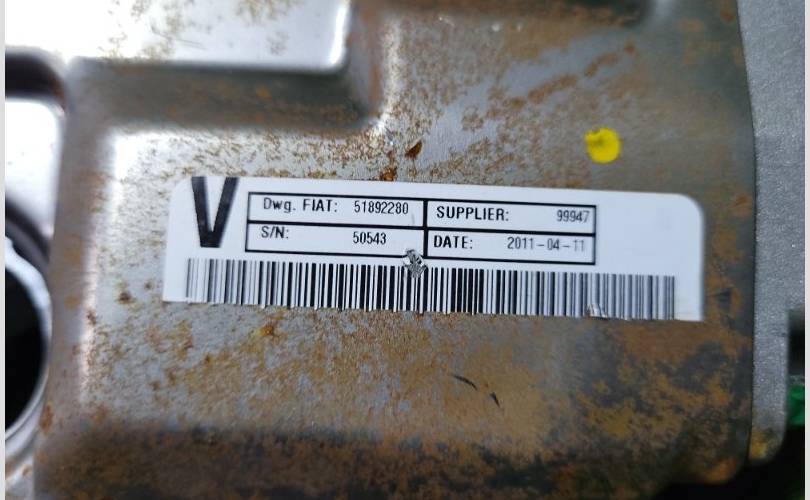 V
Dwg. FIAT: 51892280 SUPPLIER: 99947
S/N: 50543 DATE: 2011-04-11